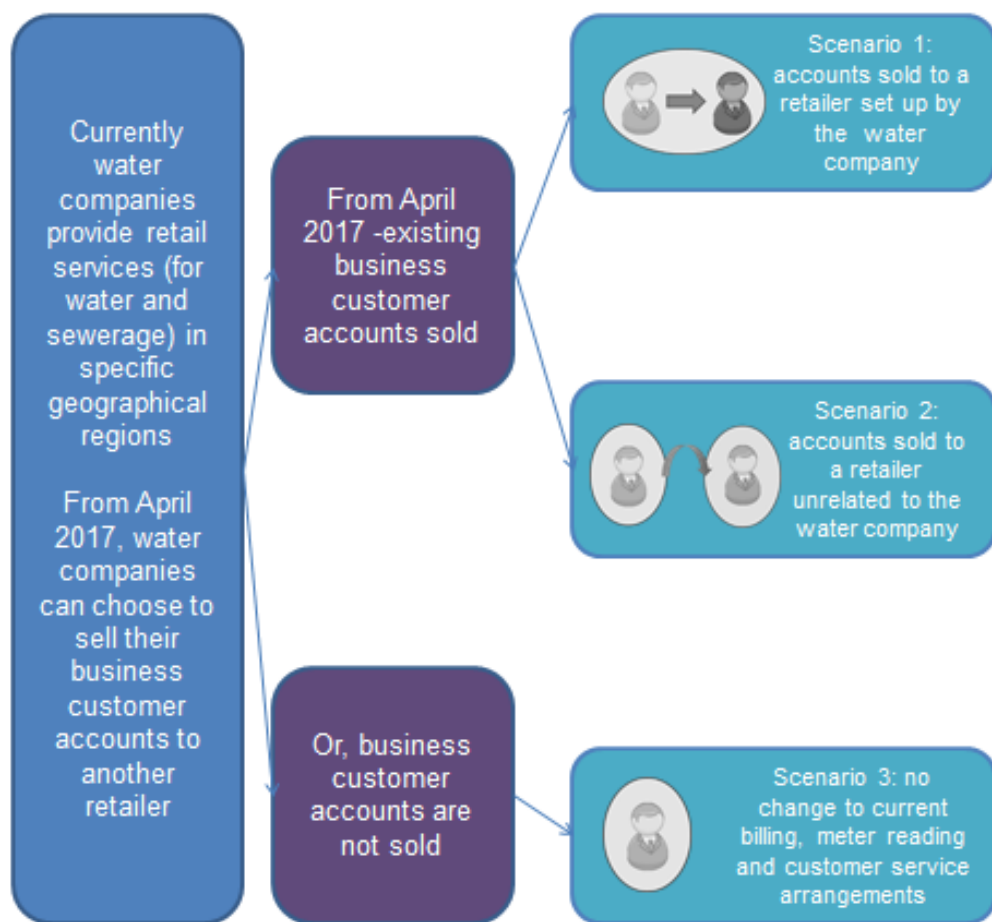 Currently
water
companies
provide retail
services (for
water and
sewerage) in
specific
geographical
regions
From April
2017, water
companies
can choose to
sell their
business
customer
accounts to
another
retailer
From April
2017 -existing
business
customer
accounts sold
Or, business
customer
accounts are
not sold
Scenario 1:
accounts sold to a
retailer set up by
the water
company
Scenario 2:
accounts sold to
a retailer
unrelated to the
water company
Scenario 3: no
change to current
billing, meter reading
and customer service
arrangements